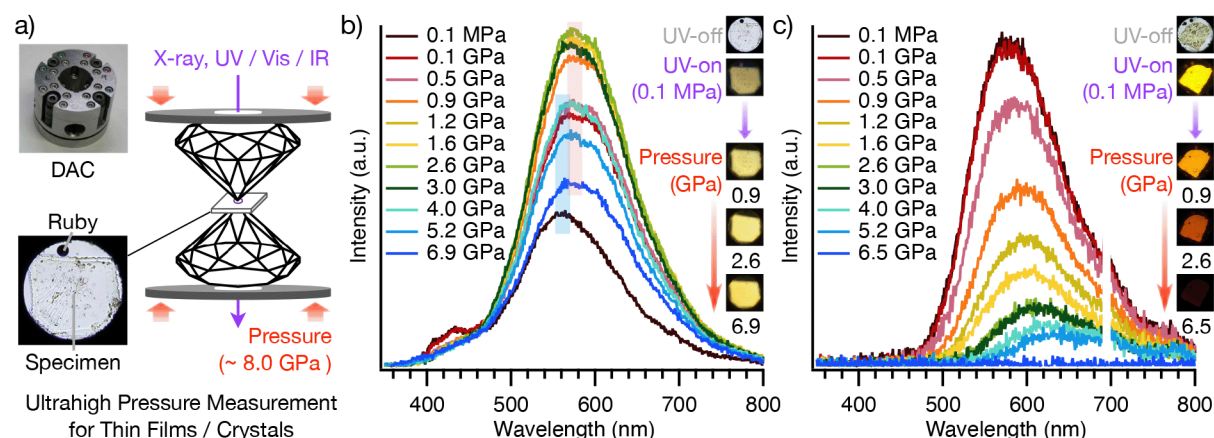 a)
X-ray, UV / Vis / IR
DAC
Ruby
Specimen
Pressure
(~ 8.0 GPa )
Ultrahigh Pressure Measurement
for Thin Films / Crystals
b)
Intensity (a.u.)
0.1 MPa
0.1 GPa
0.5 GPa
0.9 GPa
1.2 GPa
1.6 GPa
2.6 GPa
3.0 GPa
4.0 GPa
5.2 GPa
6.9 GPa
UV-off
UV-on
(0.1 MPa)
Pressure
(GPa)
0.9
2.6
6.9
400 500 600 700 800
Wavelength (nm)
c)
Intensity (a.u.)
0.1 MPa
0.1 GPa
0.5 GPa
0.9 GPa
1.2 GPa
1.6 GPa
2.6 GPa
3.0 GPa
4.0 GPa
5.2 GPa
6.5 GPa
UV-off
UV-on
(0.1 MPa)
Pressure
(GPa)
0.9
2.6
6.5
400 500 600 700 800
Wavelength (nm)